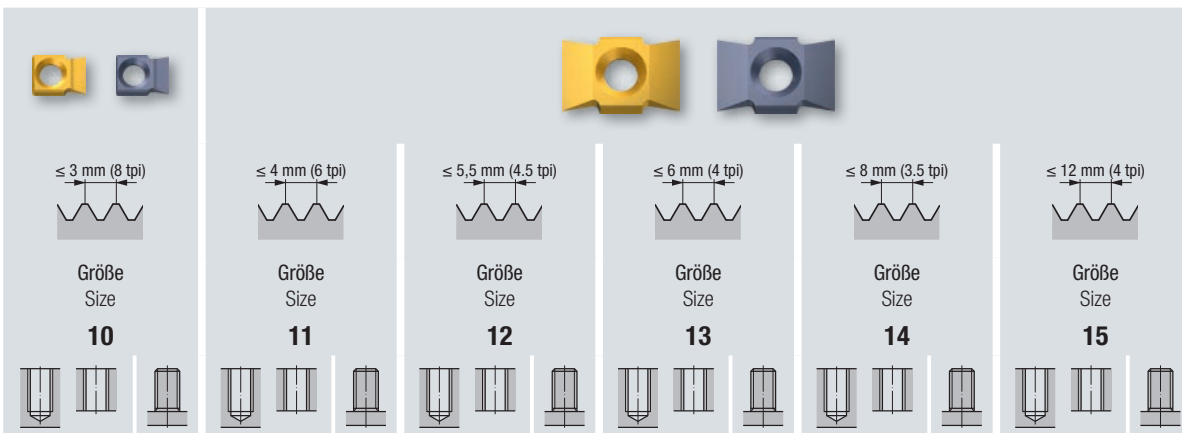 ≤ 3 mm (8 tpi)
Größe
Size
10
≤ 4 mm (6 tpi)
Größe
Size
11
≤ 5,5 mm (4.5 tpi)
Größe
Size
12
≤ 6 mm (4 tpi)
Größe
Size
13
≤ 8 mm (3.5 tpi)
Größe
Size
14
≤ 12 mm (4 tpi)
Größe
Size
15